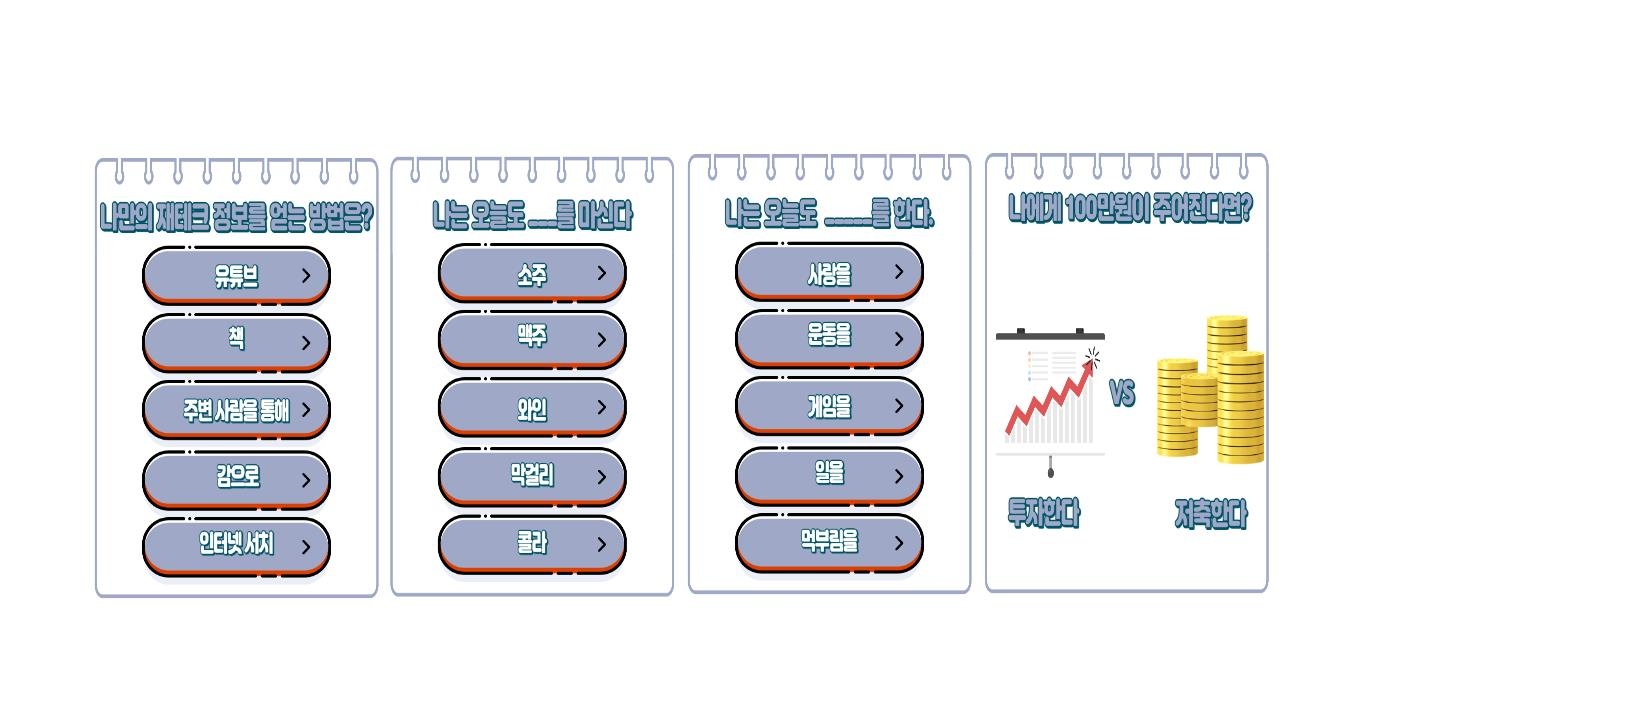 나만의 재테크 정보를 얻는 방법은?
유튜브
책
주변 사람을 통해
감으로
인터넷 서치
나는 오늘도 ___를 마신다
소주
맥주
와인
막걸리
콜라
나는 오늘도 _____를 한다.
사랑을
운동을
게임을
일을
먹부림을
나에게 100만원이 주어진다면?
VS
투자한다
저축한다